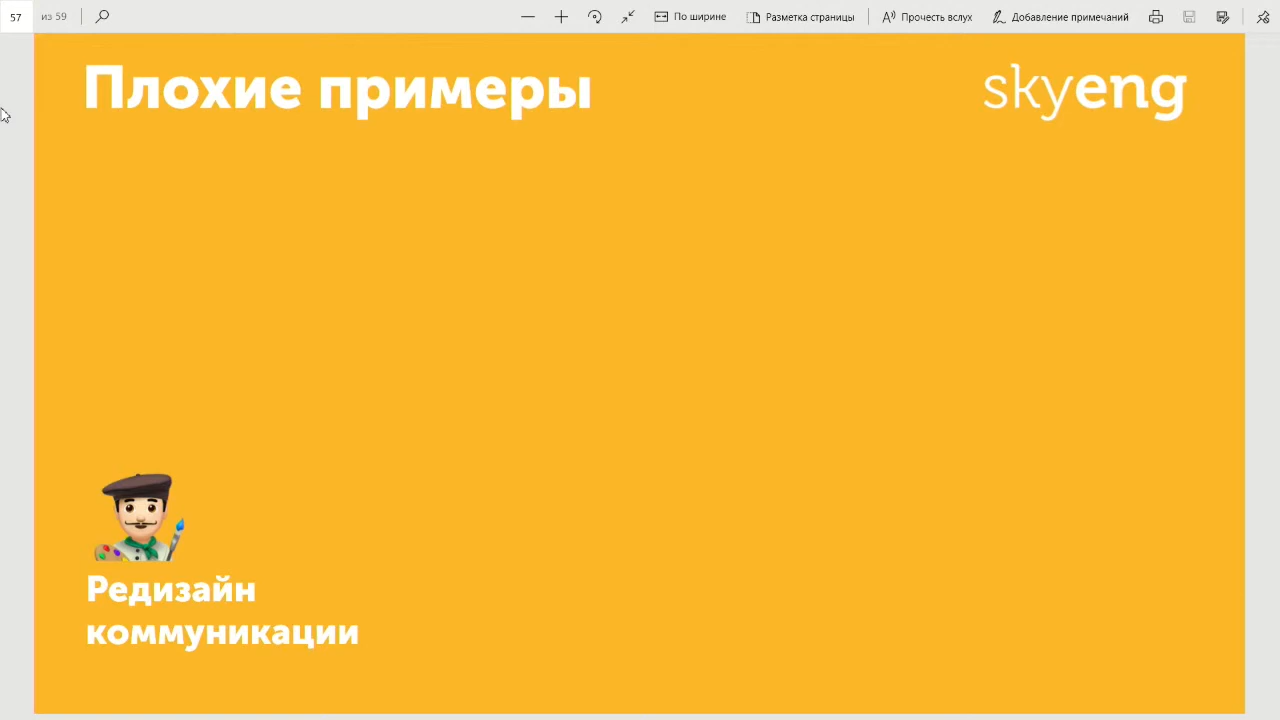 57 из 59 По ширине Разметка страницы Прочесть вслух Добавление примечаний
Плохие примеры
skyeng
Редизайн
коммуникации